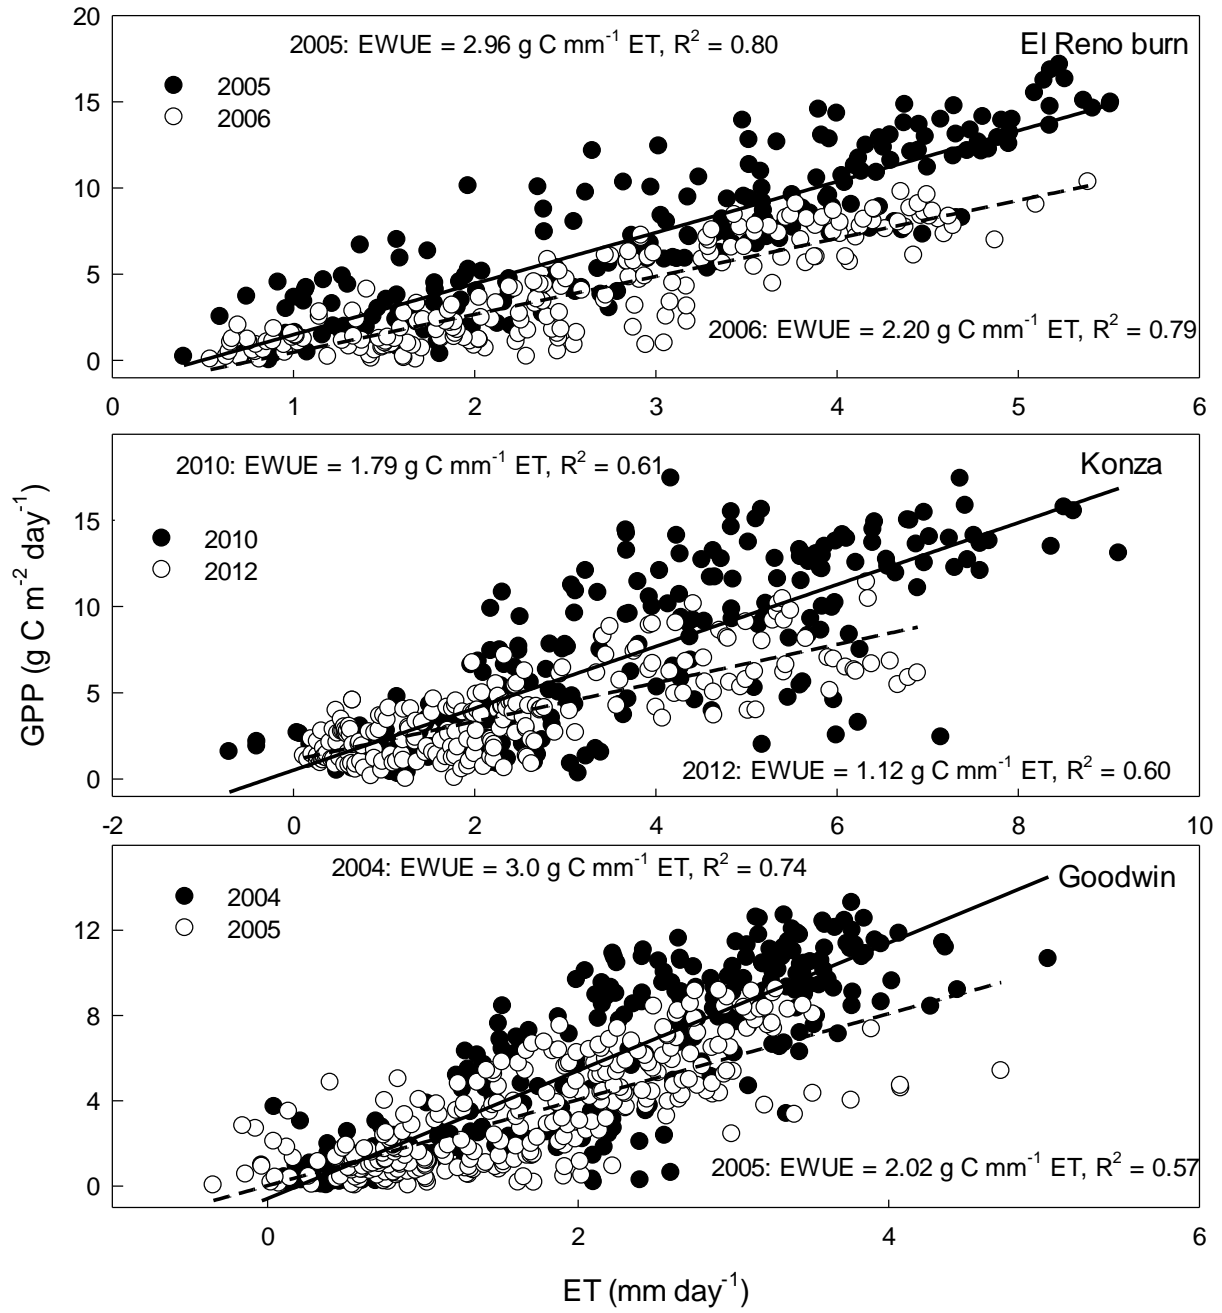 20
2005: EWUE = 2.96 g C mm⁻¹ ET, R² = 0.80
El Reno burn
2005
2006
15
10
5
2006: EWUE = 2.20 g C mm⁻¹ ET, R² = 0.79
0
0 1 2 3 4 5 6
2010: EWUE = 1.79 g C mm⁻¹ ET, R² = 0.61
Konza
15
2010
2012
10
5
0
2012: EWUE = 1.12 g C mm⁻¹ ET, R² = 0.60
-2 0 2 4 6 8 10
GPP (g C m⁻² day⁻¹)
2004: EWUE = 3.0 g C mm⁻¹ ET, R² = 0.74
Goodwin
2004
2005
12
8
4
2005: EWUE = 2.02 g C mm⁻¹ ET, R² = 0.57
0
0 2 4 6
ET (mm day⁻¹)